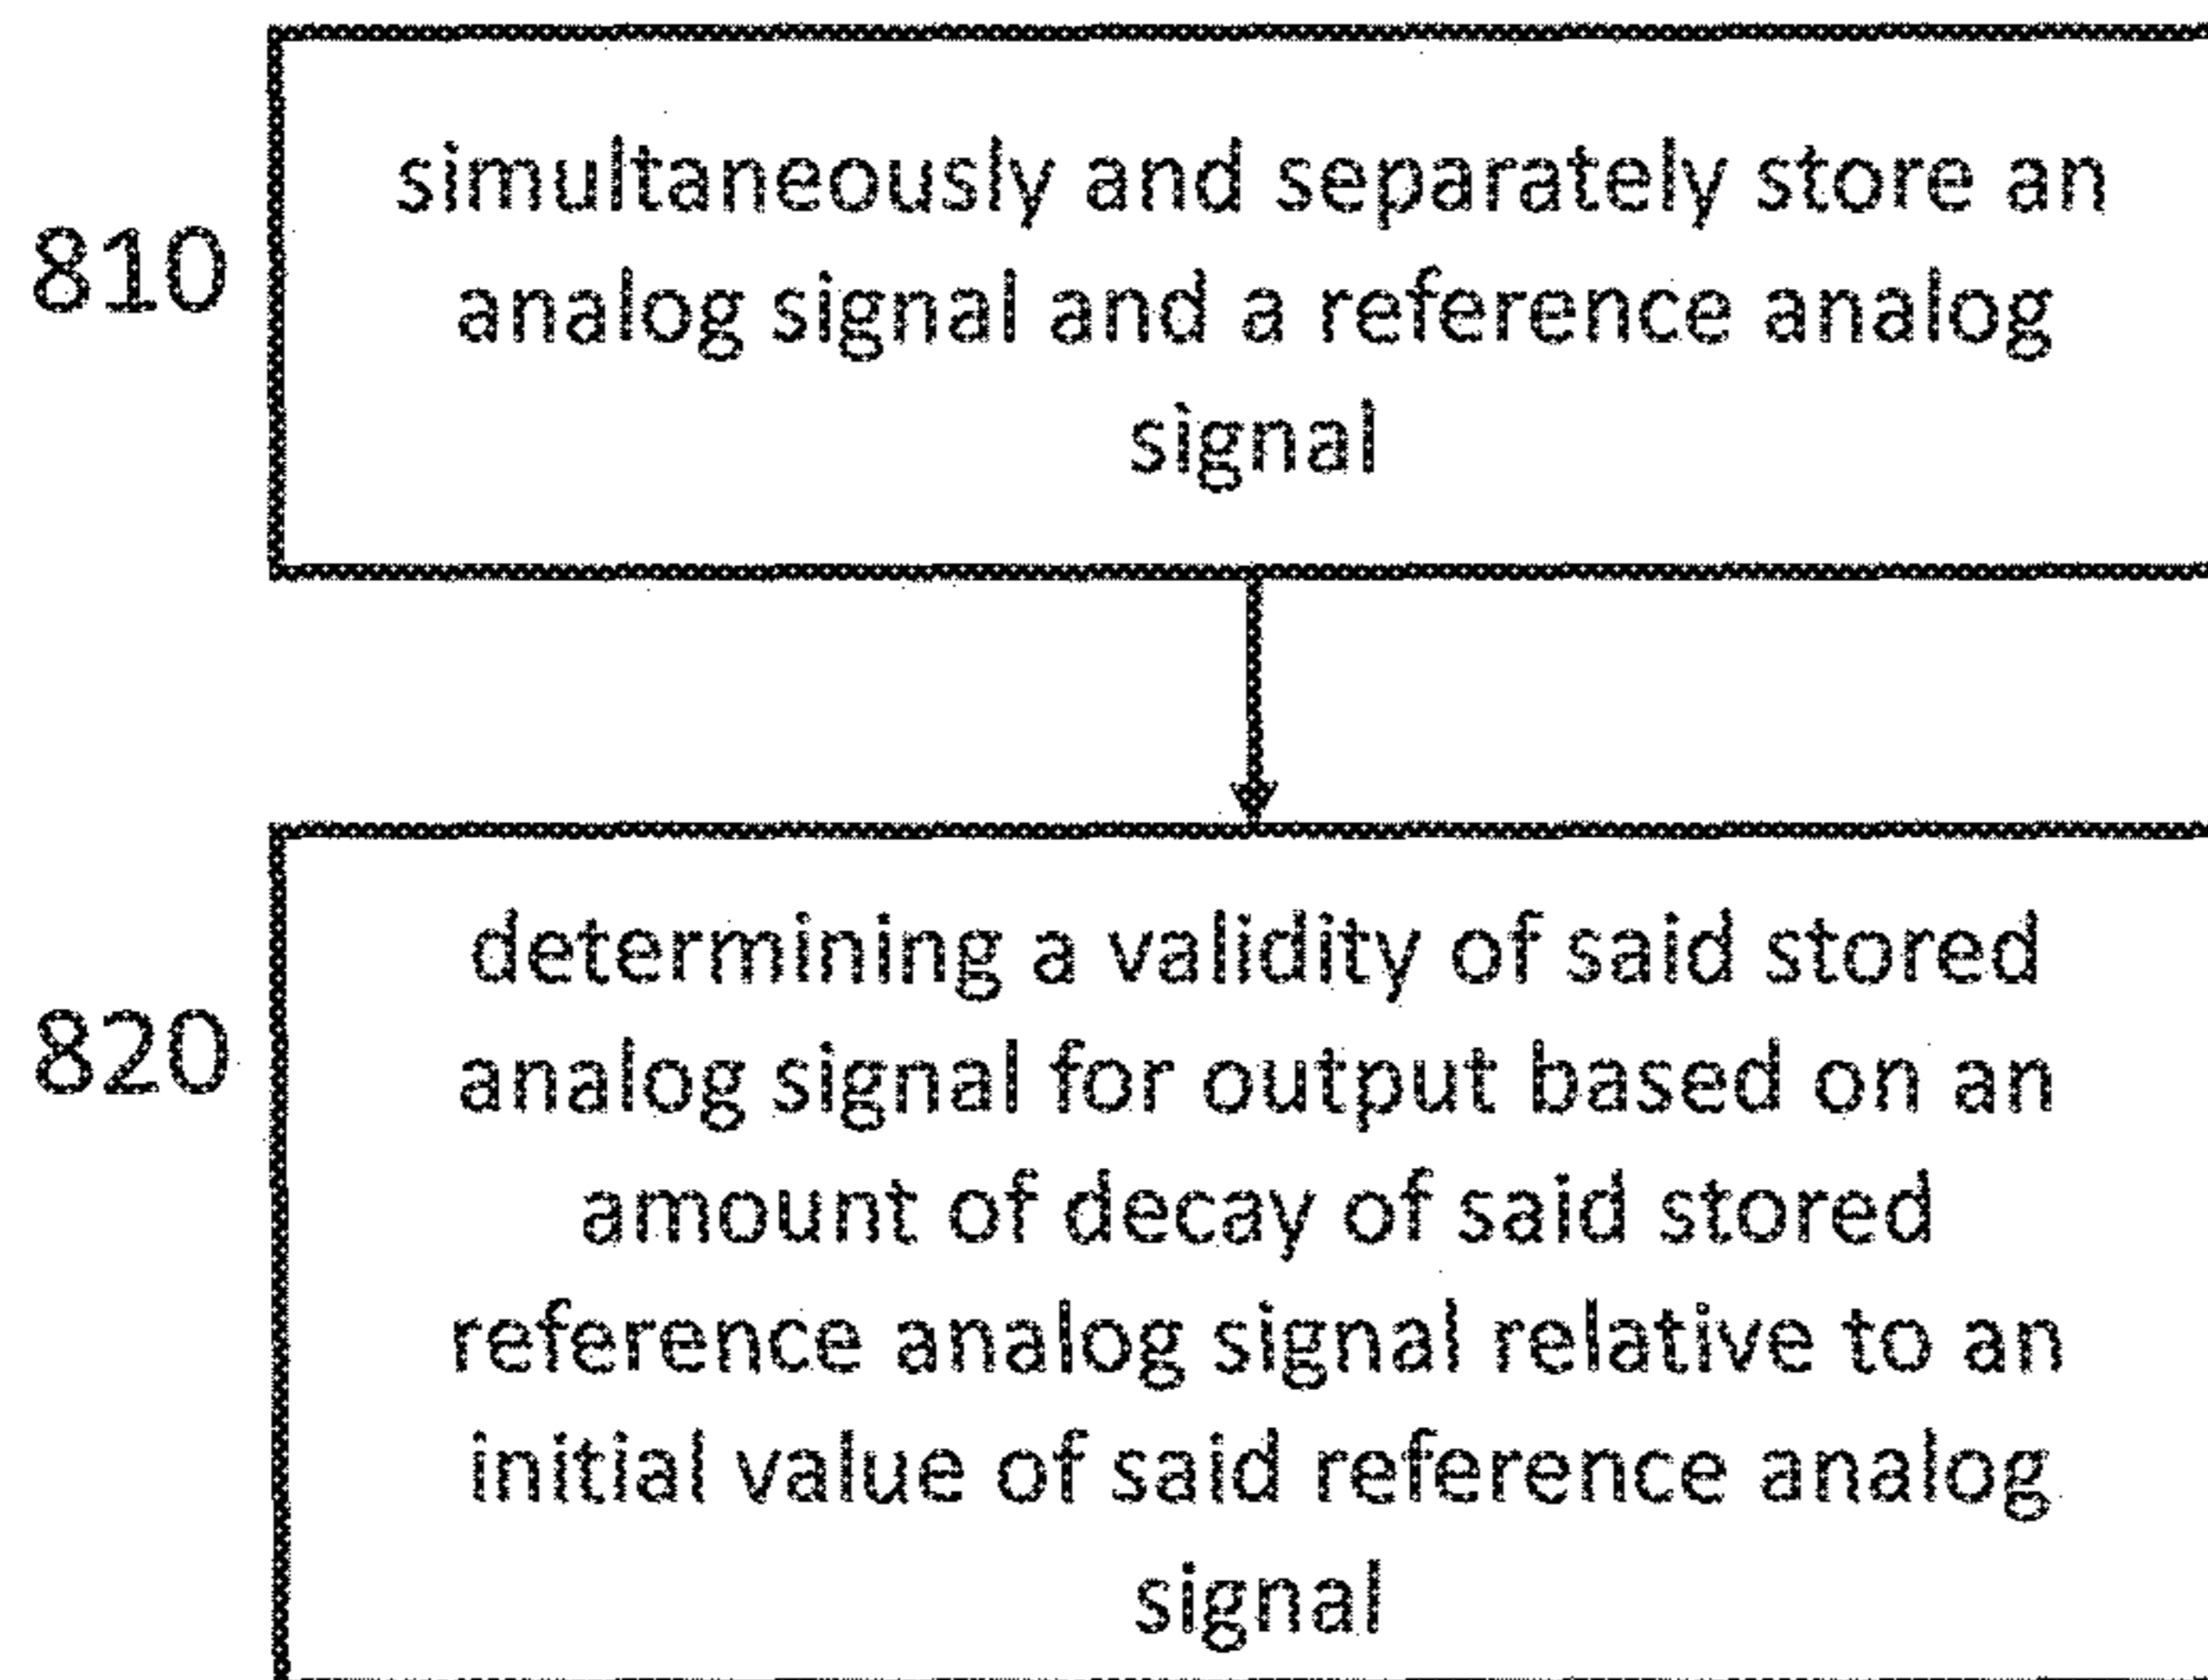 810
simultaneously and separately store an
analog signal and a reference analog
signal
820
determining a validity of said stored
analog signal for output based on an
amount of decay of said stored
reference analog signal relative to an
initial value of said reference analog
signal